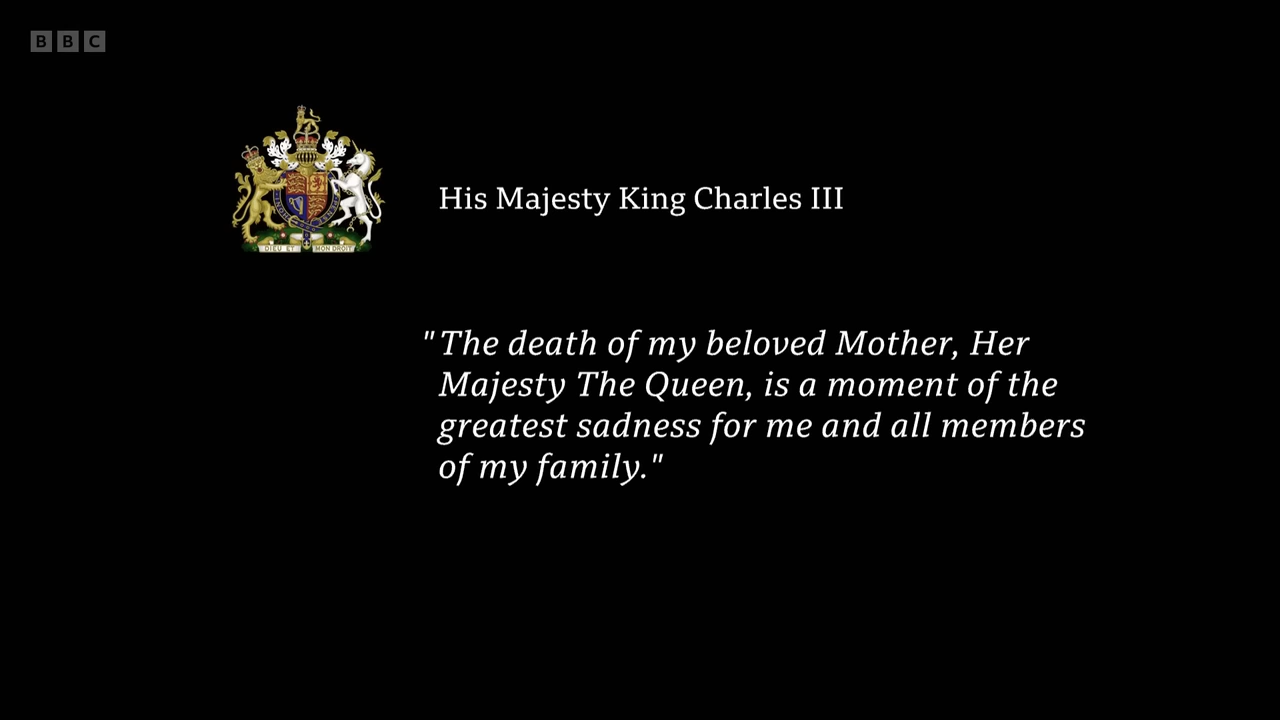 BBC
His Majesty King Charles III
DIEU ET MON DROIT
"The death of my beloved Mother, Her
Majesty The Queen, is a moment of the
greatest sadness for me and all members
of my family."